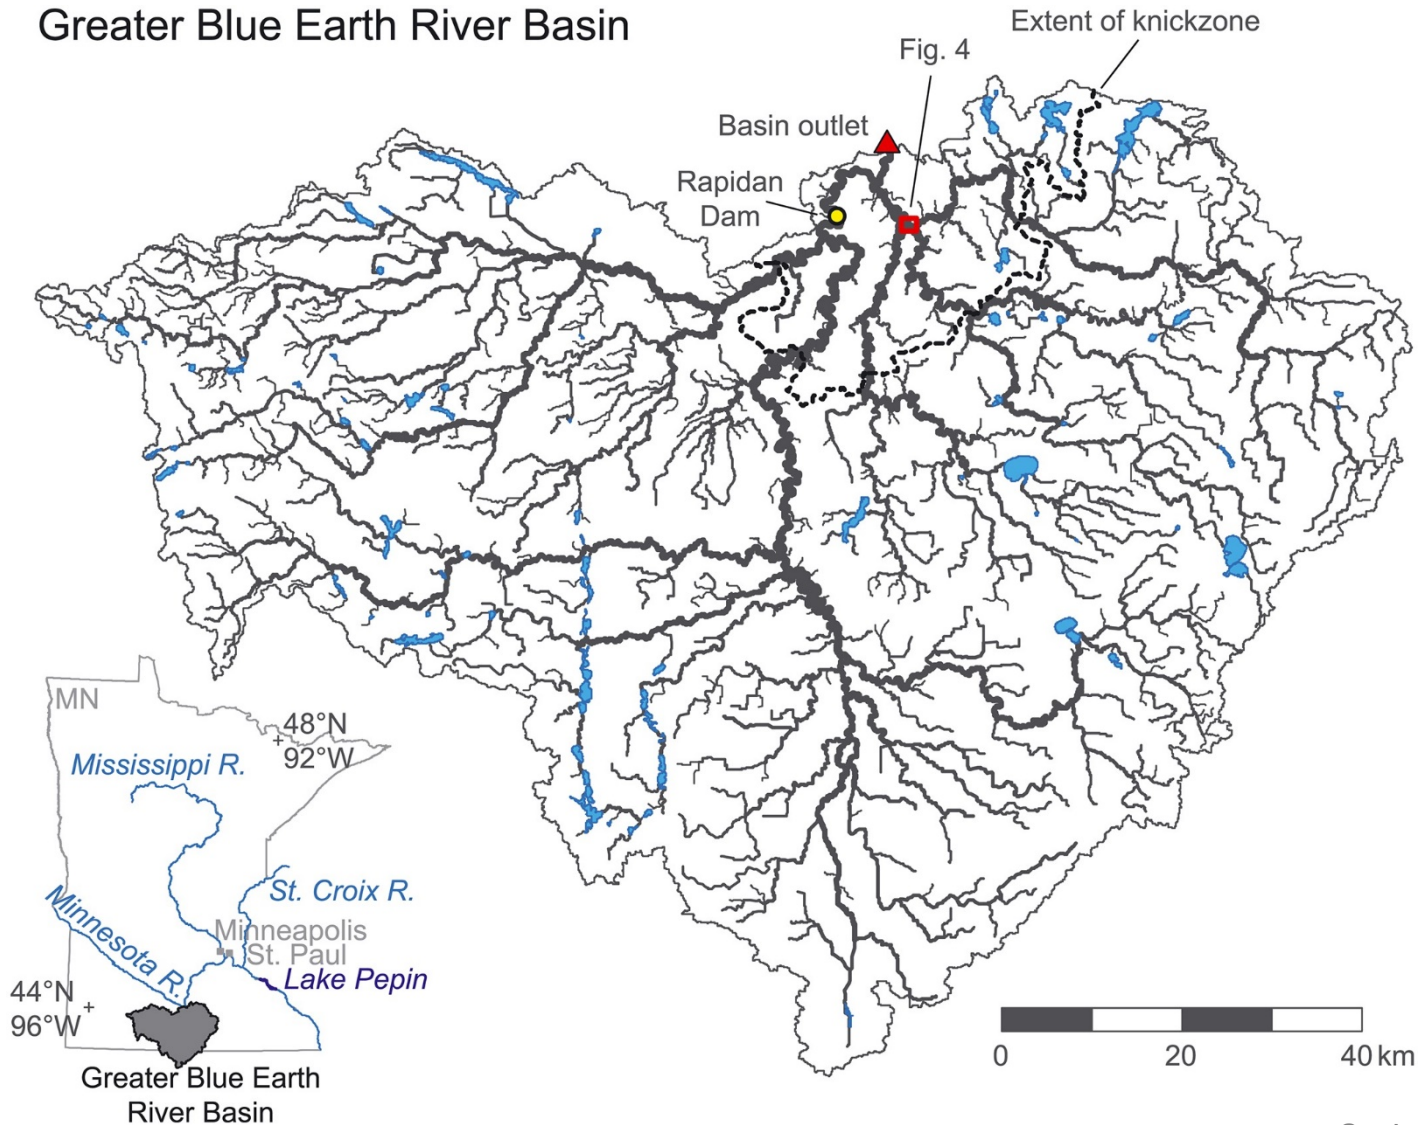 Greater Blue Earth River Basin
Extent of knickzone
Fig. 4
Basin outlet
Rapidan
Dam
MN
48°N
92°W
Mississippi R.
St. Croix R.
Minnesota R.
Minneapolis
St. Paul
Lake Pepin
44°N
96°W
Greater Blue Earth
River Basin
0 20 40 km